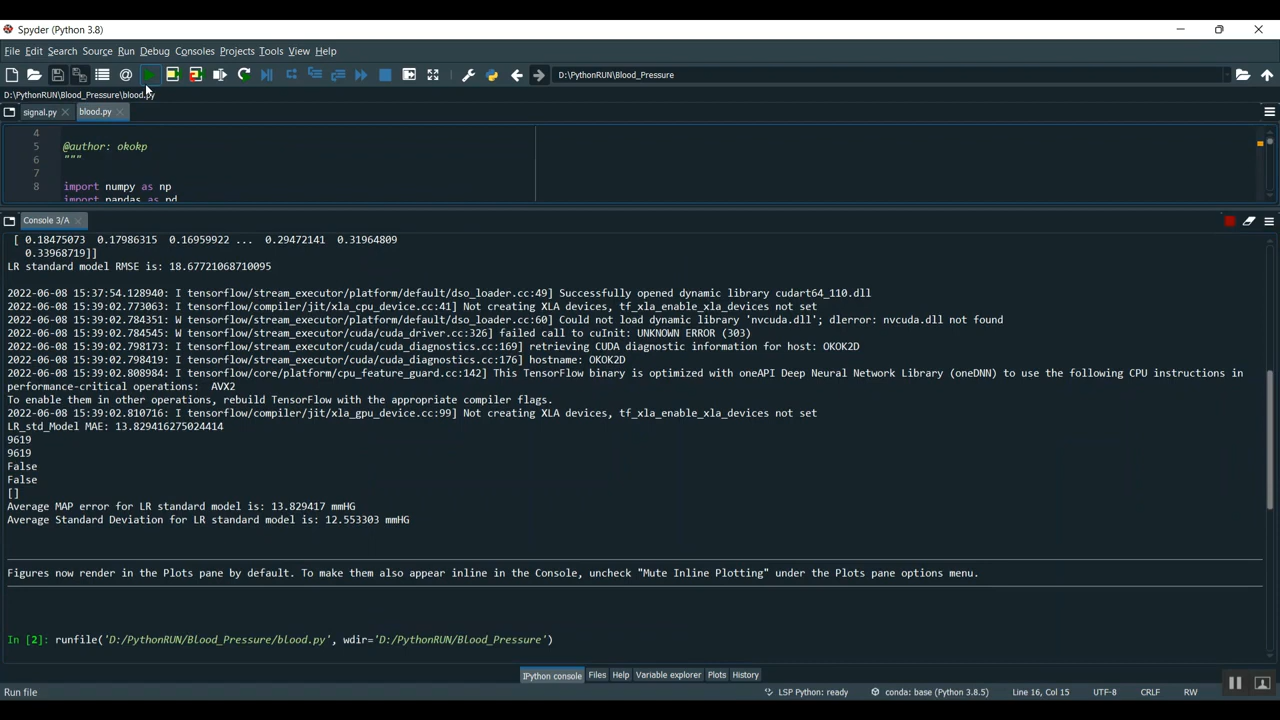 Spyder (Python 3.8)
File Edit Search Source Run Debug Consoles Projects Tools View Help
D:\PythonRUN\Blood_Pressure
D:\PythonRUN\Blood_Pressure\blood.py
signal.py blood.py
4
5 @author: okokp
6 """
7
8 import numpy as np
import pandas as pd
Console 3/A
[ 0.18475073 0.17986315 0.16959922 ... 0.29472141 0.31964809
0.33968719]]
LR standard model RMSE is: 18.67721068710095
2022-06-08 15:37:54.128940: I tensorflow/stream_executor/platform/default/dso_loader.cc:49] Successfully opened dynamic library cudart64_110.dll
2022-06-08 15:39:02.773063: I tensorflow/compiler/jit/xla_cpu_device.cc:41] Not creating XLA devices, tf_xla_enable_xla_devices not set
2022-06-08 15:39:02.784351: W tensorflow/stream_executor/platform/default/dso_loader.cc:60] Could not load dynamic library 'nvcuda.dll'; dlerror: nvcuda.dll not found
2022-06-08 15:39:02.784545: W tensorflow/stream_executor/cuda/cuda_driver.cc:326] failed call to cuInit: UNKNOWN ERROR (303)
2022-06-08 15:39:02.798173: I tensorflow/stream_executor/cuda/cuda_diagnostics.cc:169] retrieving CUDA diagnostic information for host: OKOK2D
2022-06-08 15:39:02.798419: I tensorflow/stream_executor/cuda/cuda_diagnostics.cc:176] hostname: OKOK2D
2022-06-08 15:39:02.808984: I tensorflow/core/platform/cpu_feature_guard.cc:142] This TensorFlow binary is optimized with oneAPI Deep Neural Network Library (oneDNN) to use the following CPU instructions in
performance-critical operations: AVX2
To enable them in other operations, rebuild TensorFlow with the appropriate compiler flags.
2022-06-08 15:39:02.810716: I tensorflow/compiler/jit/xla_gpu_device.cc:99] Not creating XLA devices, tf_xla_enable_xla_devices not set
LR_std_Model MAE: 13.829416275024414
9619
9619
False
False
[]
Average MAP error for LR standard model is: 13.829417 mmHG
Average Standard Deviation for LR standard model is: 12.553303 mmHG
Figures now render in the Plots pane by default. To make them also appear inline in the Console, uncheck "Mute Inline Plotting" under the Plots pane options menu.
In [2]: runfile('D:/PythonRUN/Blood_Pressure/blood.py', wdir='D:/PythonRUN/Blood_Pressure')
IPython console Files Help Variable explorer Plots History
Run file LSP Python: ready conda: base (Python 3.8.5) Line 16, Col 15 UTF-8 CRLF RW